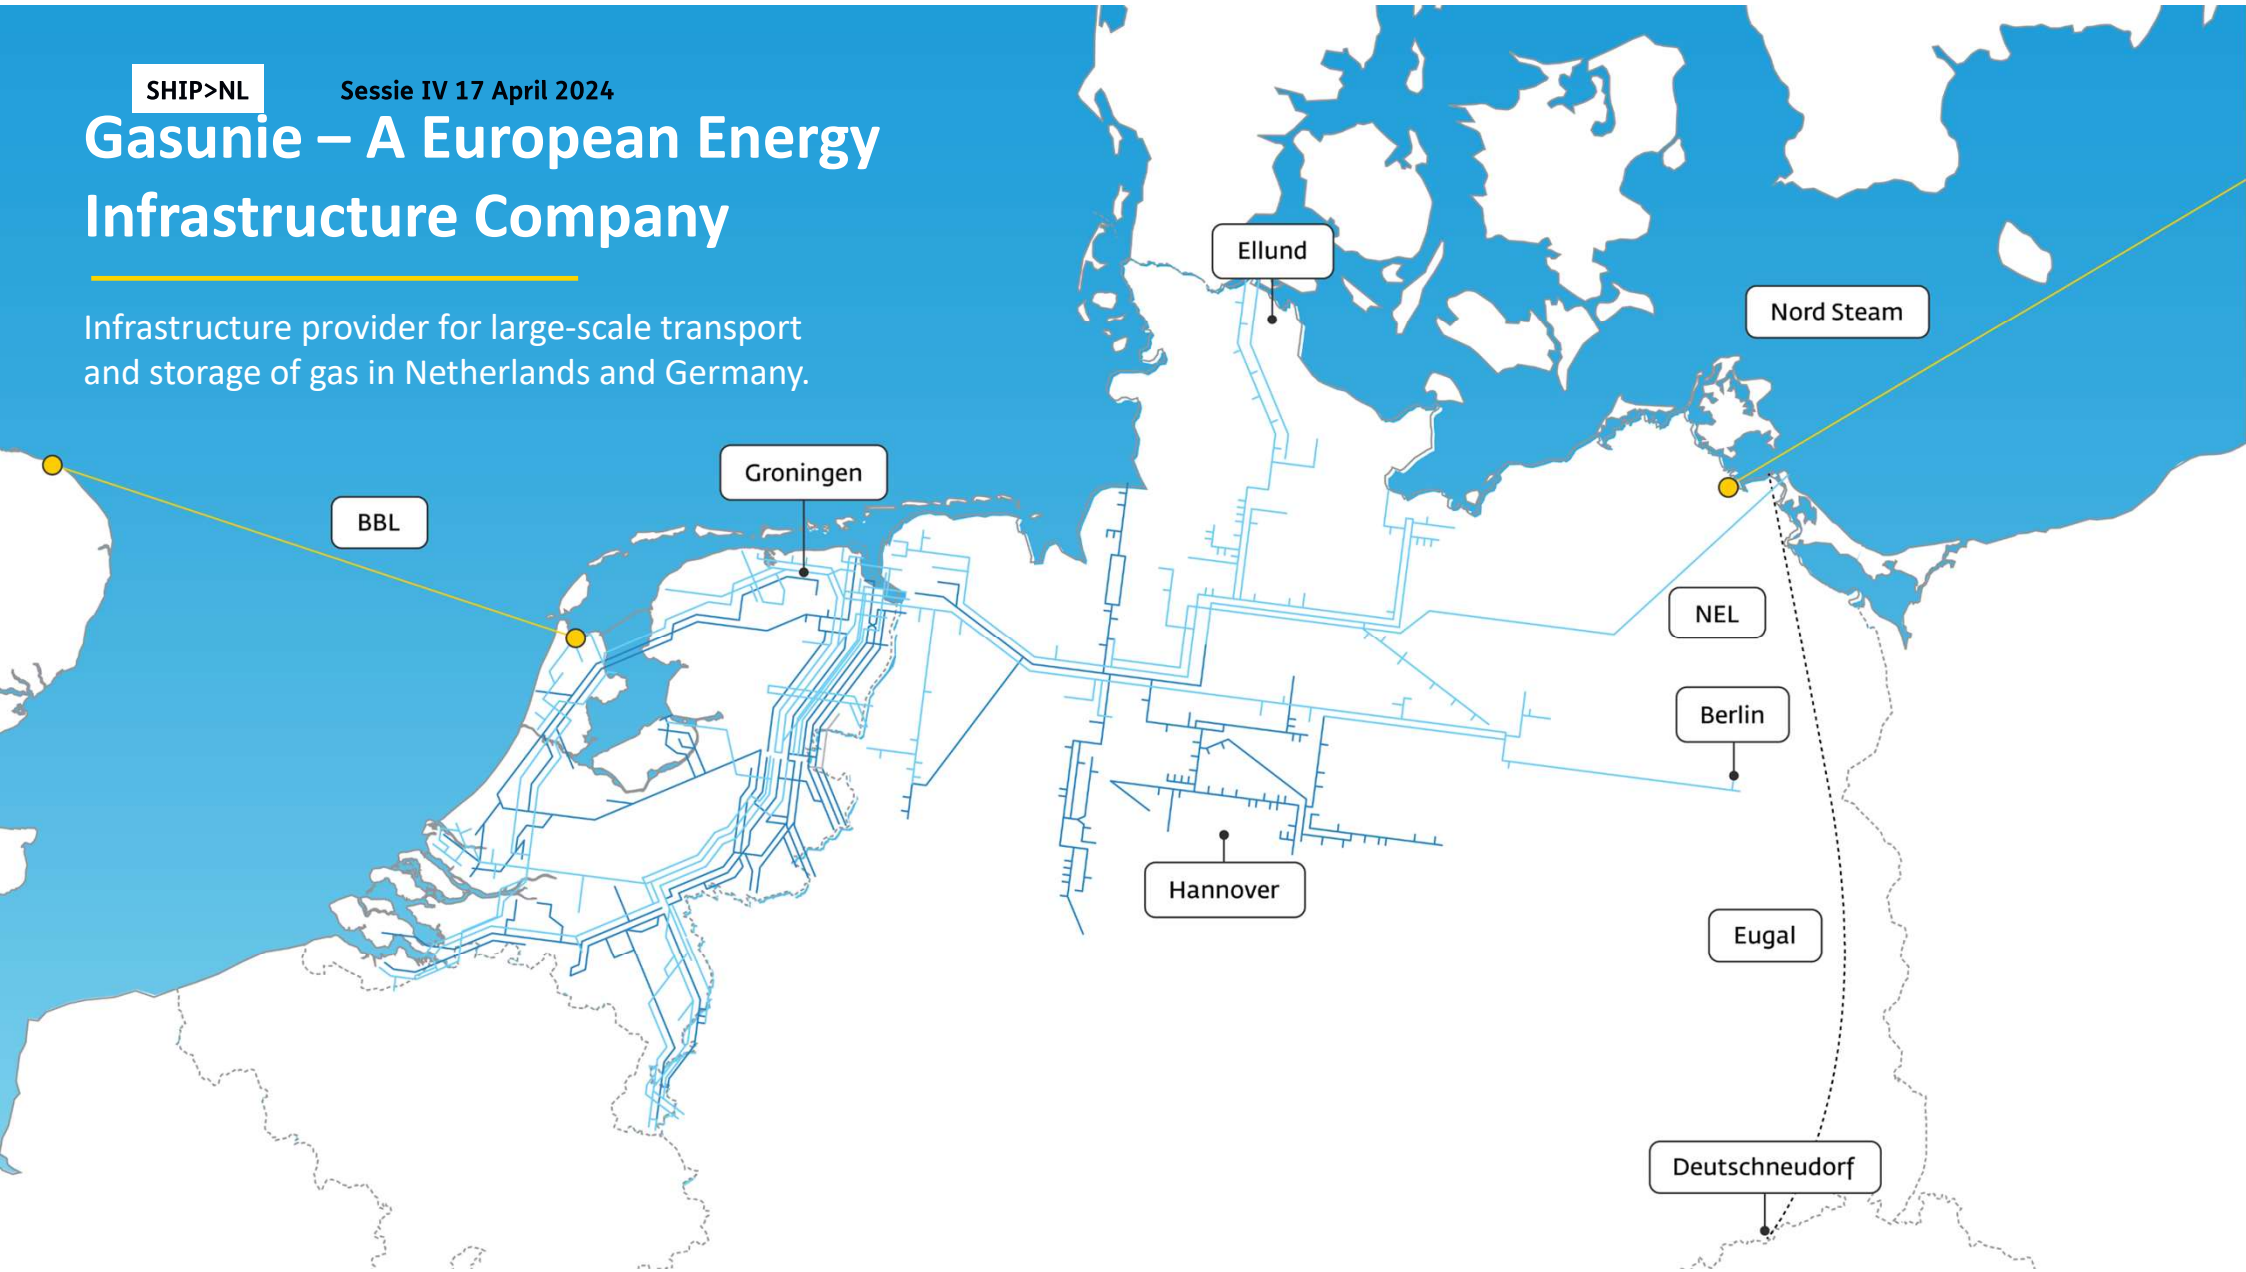 SHIP>NL
Sessie IV 17 April 2024
Gasunie – A European Energy
Infrastructure Company
Infrastructure provider for large-scale transport
and storage of gas in Netherlands and Germany.
Ellund
Nord Steam
Groningen
BBL
NEL
Berlin
Hannover
Eugal
Deutschneudorf